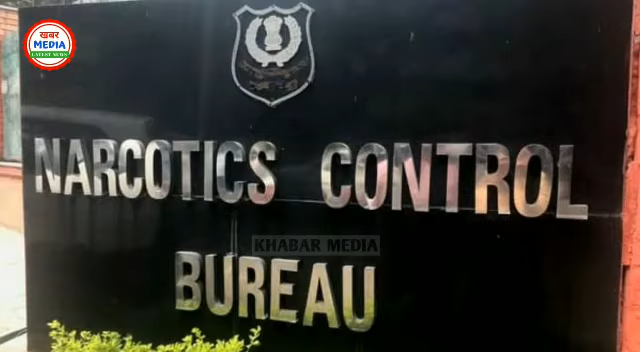 खबर
MEDIA
LATEST NEWS
NARCOTICS CONTROL
KHABAR MEDIA
BUREAU